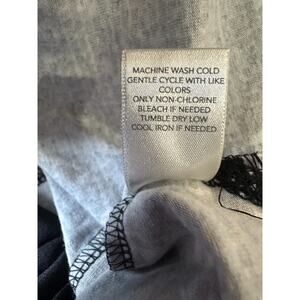 MACHINE WASH COLD
GENTLE CYCLE WITH LIKE
COLORS
ONLY NON-CHLORINE
BLEACH IF NEEDED
TUMBLE DRY LOW
COOL IRON IF NEEDED